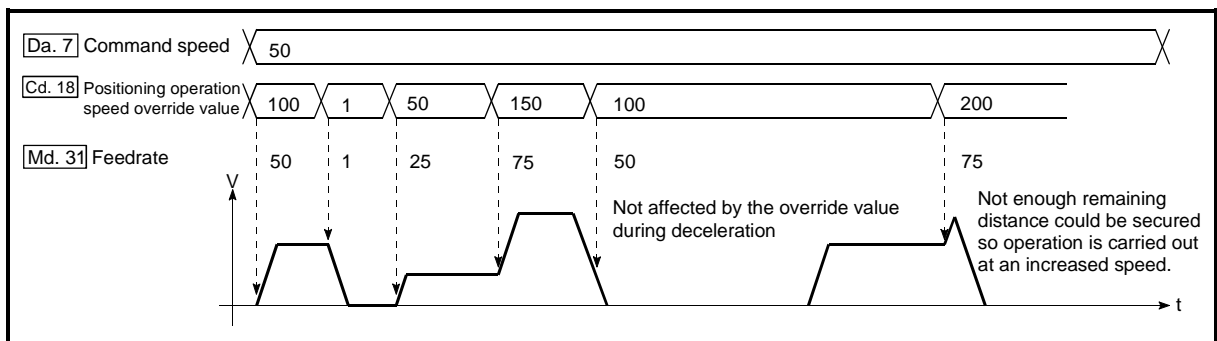 Da. 7 Command speed
50
Cd. 18 Positioning operation
speed override value
100 1 50 150 100 200
Md. 31 Feedrate
50 1 25 75 50 75
V
Not affected by the override value
during deceleration
Not enough remaining
distance could be secured
so operation is carried out
at an increased speed.
t